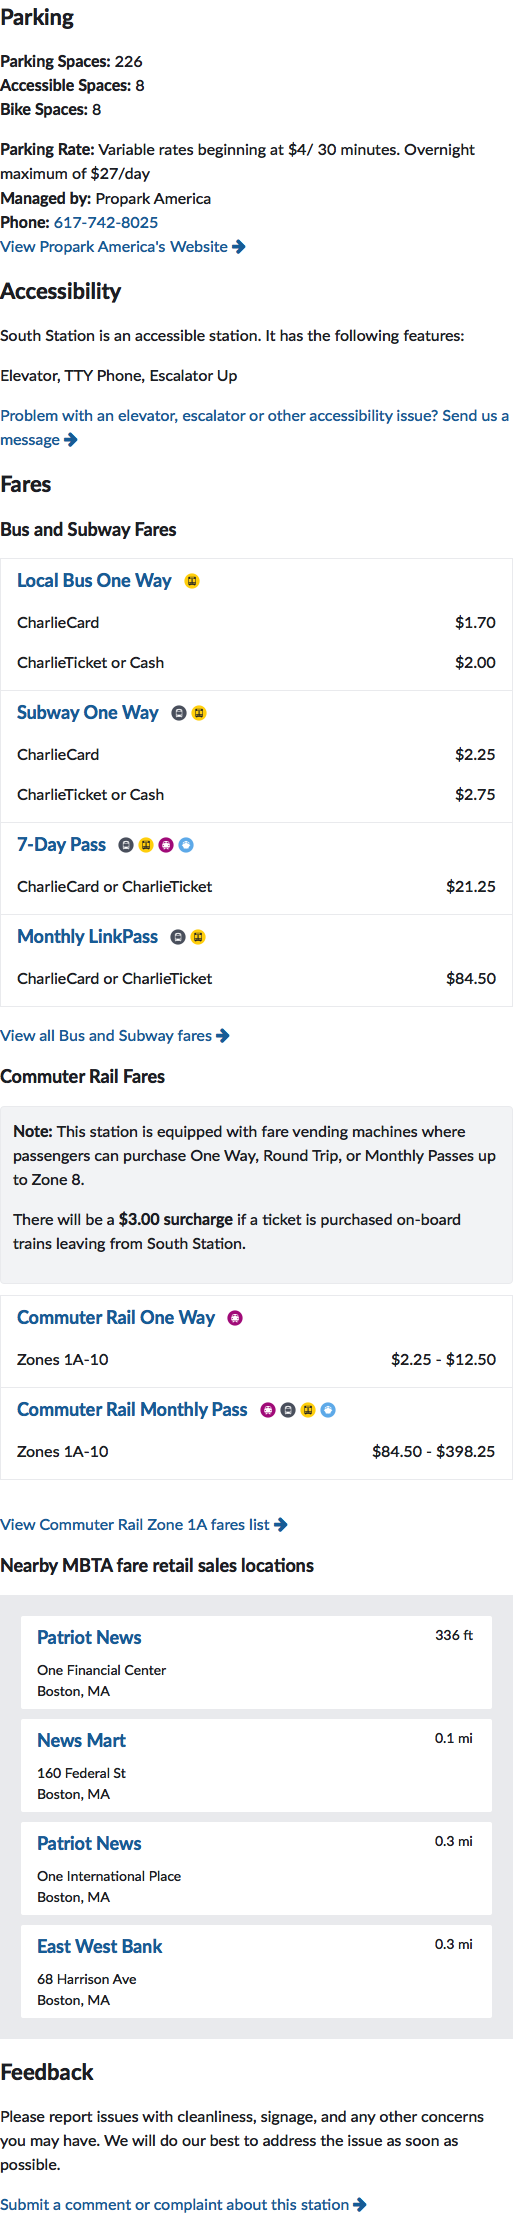 Parking
Parking Spaces: 226
Accessible Spaces: 8
Bike Spaces: 8
Parking Rate: Variable rates beginning at $4/ 30 minutes. Overnight
maximum of $27/day
Managed by: Propark America
Phone: 617-742-8025
View Propark America's Website
Accessibility
South Station is an accessible station. It has the following features:
Elevator, TTY Phone, Escalator Up
Problem with an elevator, escalator or other accessibility issue? Send us a
message
Fares
Bus and Subway Fares
Local Bus One Way
CharlieCard $1.70
CharlieTicket or Cash $2.00
Subway One Way
CharlieCard $2.25
CharlieTicket or Cash $2.75
7-Day Pass
CharlieCard or CharlieTicket $21.25
Monthly LinkPass
CharlieCard or CharlieTicket $84.50
View all Bus and Subway fares
Commuter Rail Fares
Note: This station is equipped with fare vending machines where
passengers can purchase One Way, Round Trip, or Monthly Passes up
to Zone 8.
There will be a $3.00 surcharge if a ticket is purchased on-board
trains leaving from South Station.
Commuter Rail One Way
Zones 1A-10 $2.25 - $12.50
Commuter Rail Monthly Pass
Zones 1A-10 $84.50 - $398.25
View Commuter Rail Zone 1A fares list
Nearby MBTA fare retail sales locations
Patriot News 336 ft
One Financial Center
Boston, MA
News Mart 0.1 mi
160 Federal St
Boston, MA
Patriot News 0.3 mi
One International Place
Boston, MA
East West Bank 0.3 mi
68 Harrison Ave
Boston, MA
Feedback
Please report issues with cleanliness, signage, and any other concerns
you may have. We will do our best to address the issue as soon as
possible.
Submit a comment or complaint about this station